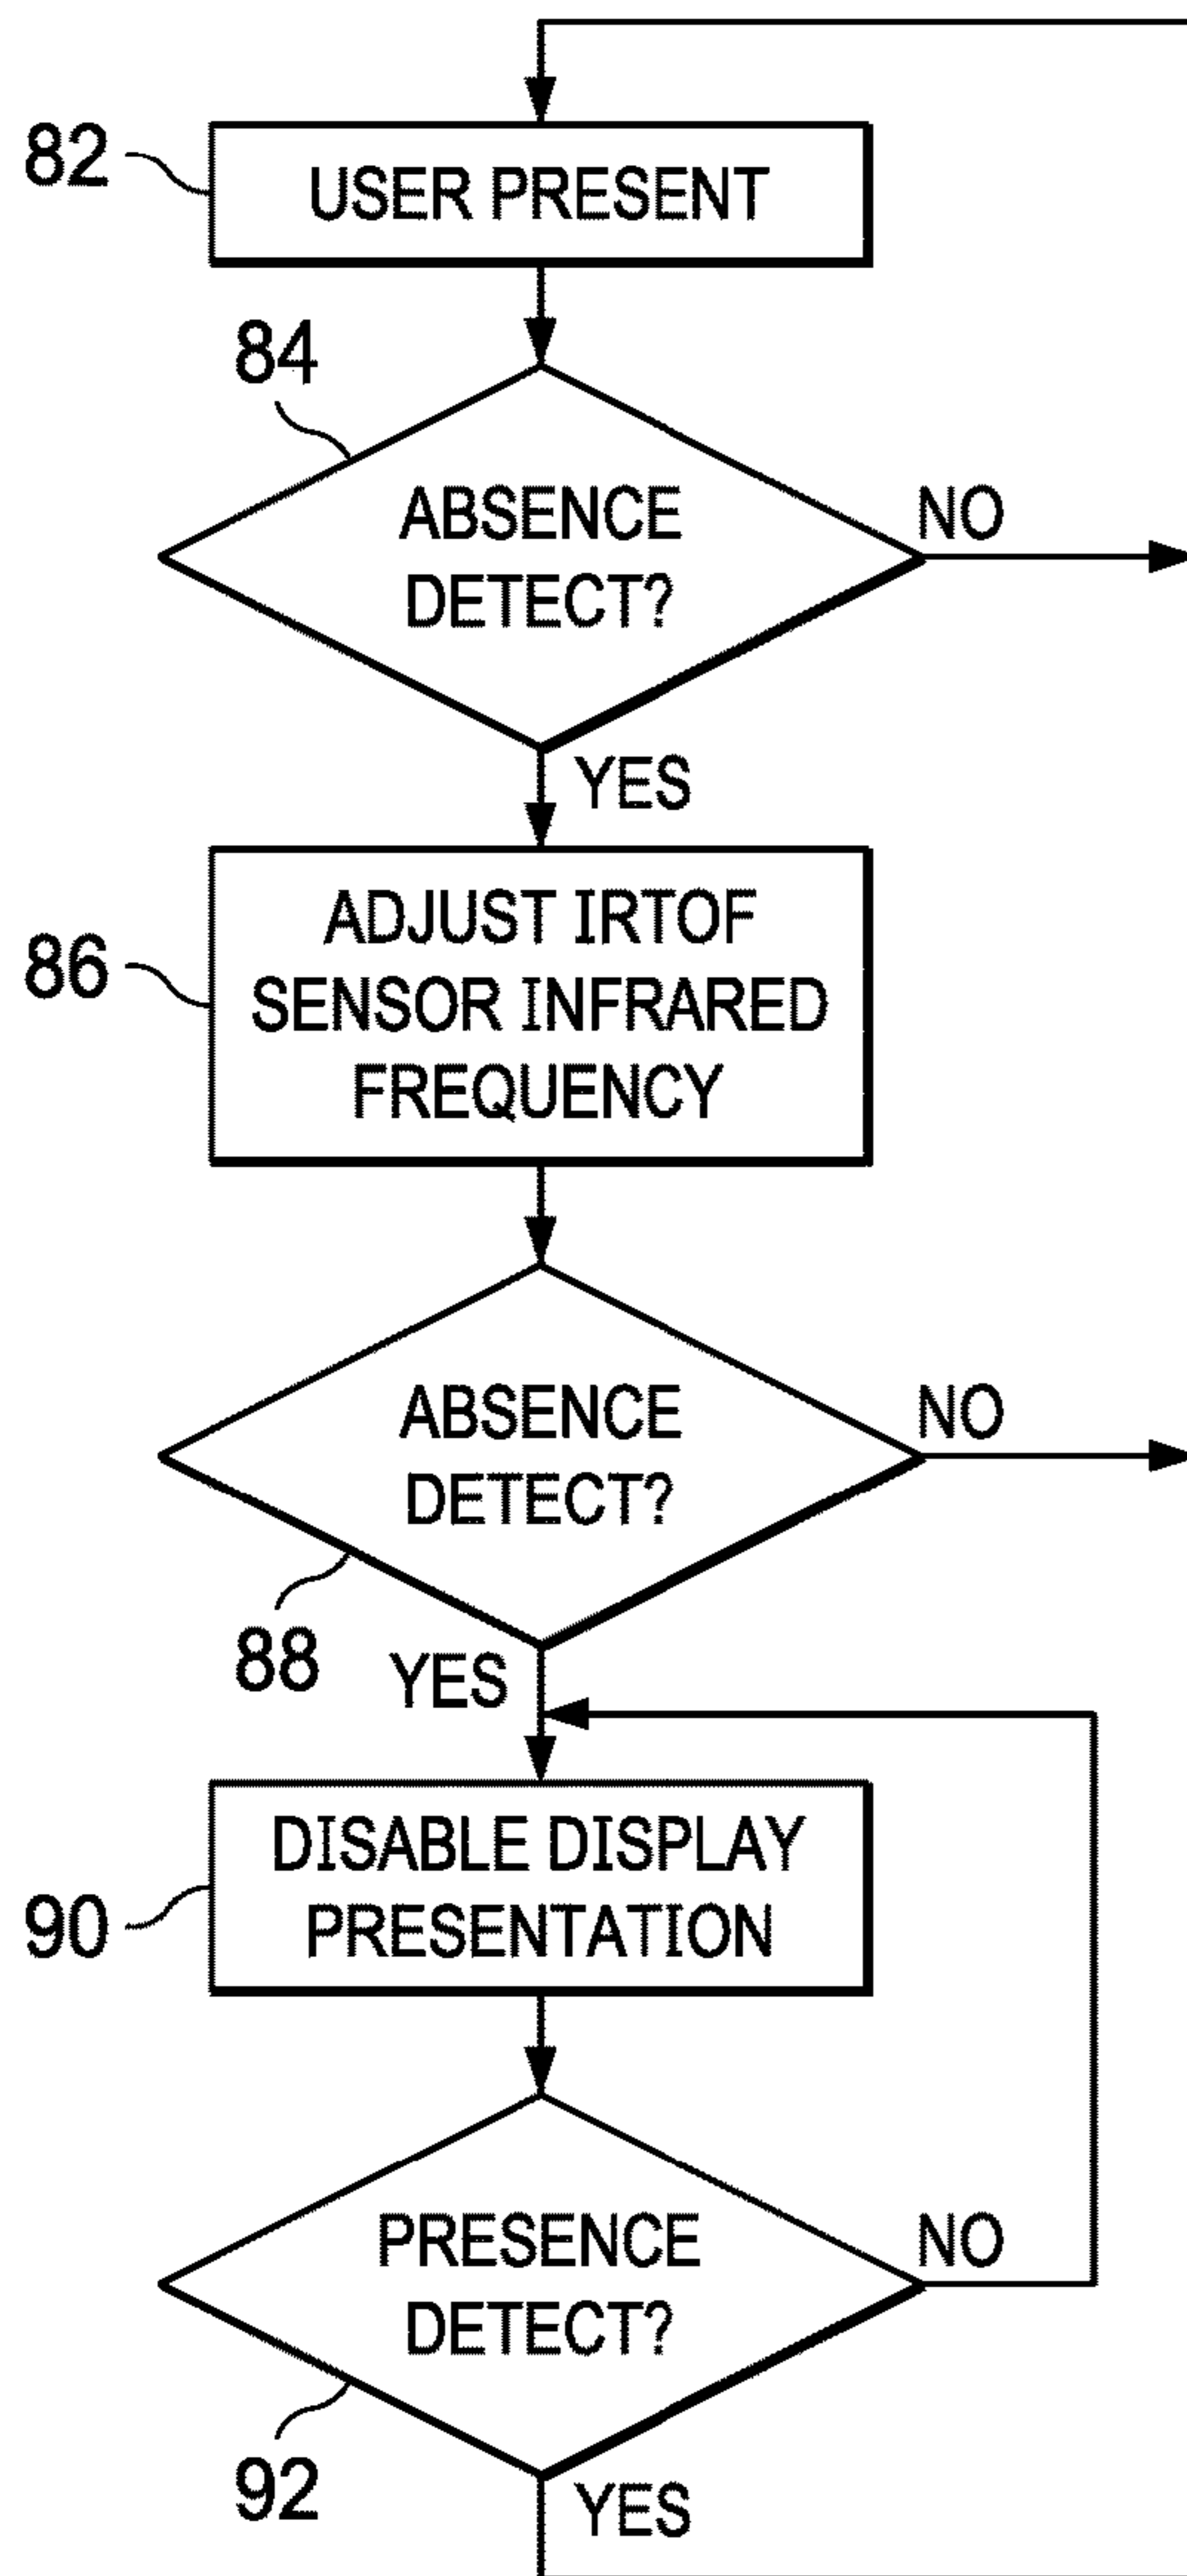 82
USER PRESENT
84
ABSENCE
DETECT?
NO
YES
86
ADJUST IRTOF
SENSOR INFRARED
FREQUENCY
ABSENCE
DETECT?
NO
88
YES
90
DISABLE DISPLAY
PRESENTATION
PRESENCE
DETECT?
NO
92
YES